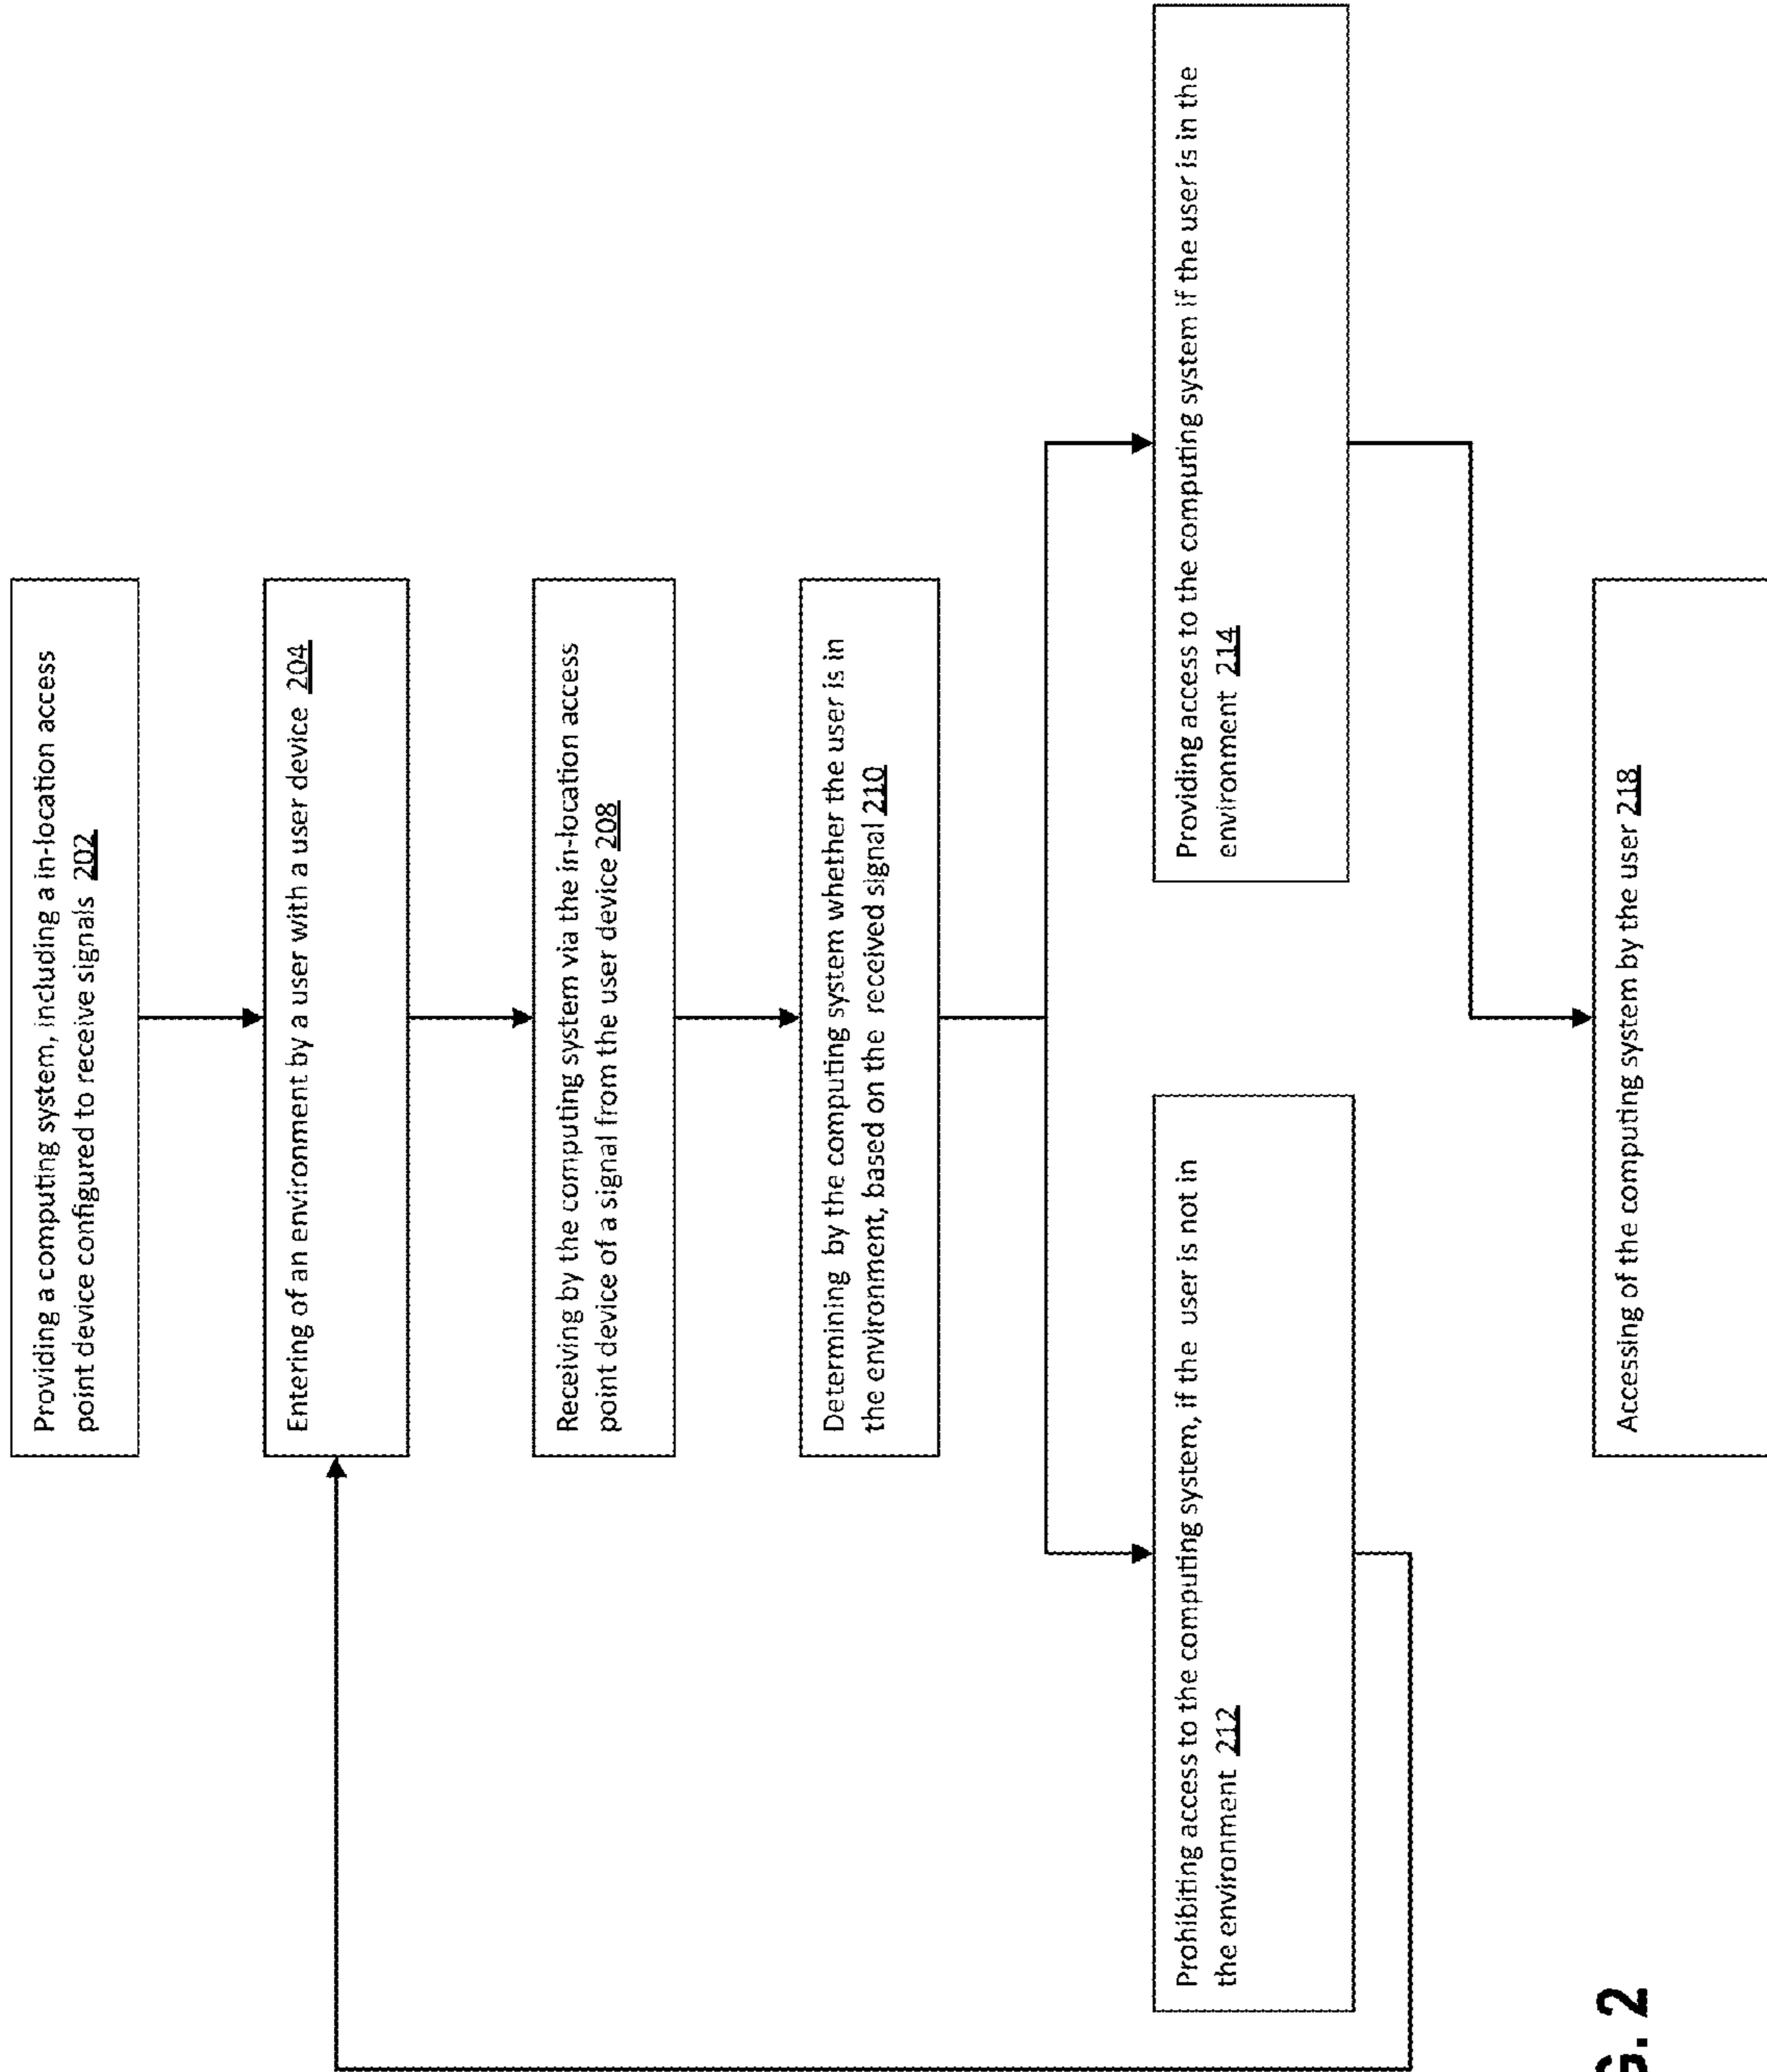 Providing a computing system, including a in-location access
point device configured to receive signals 202
Entering of an environment by a user with a user device 204
Receiving by the computing system via the in-location access
point device of a signal from the user device 208
Determining by the computing system whether the user is in
the environment, based on the received signal 210
Prohibiting access to the computing system, if the user is not in
the environment 212
Providing access to the computing system if the user is in the
environment 214
Accessing of the computing system by the user 218
G. 2